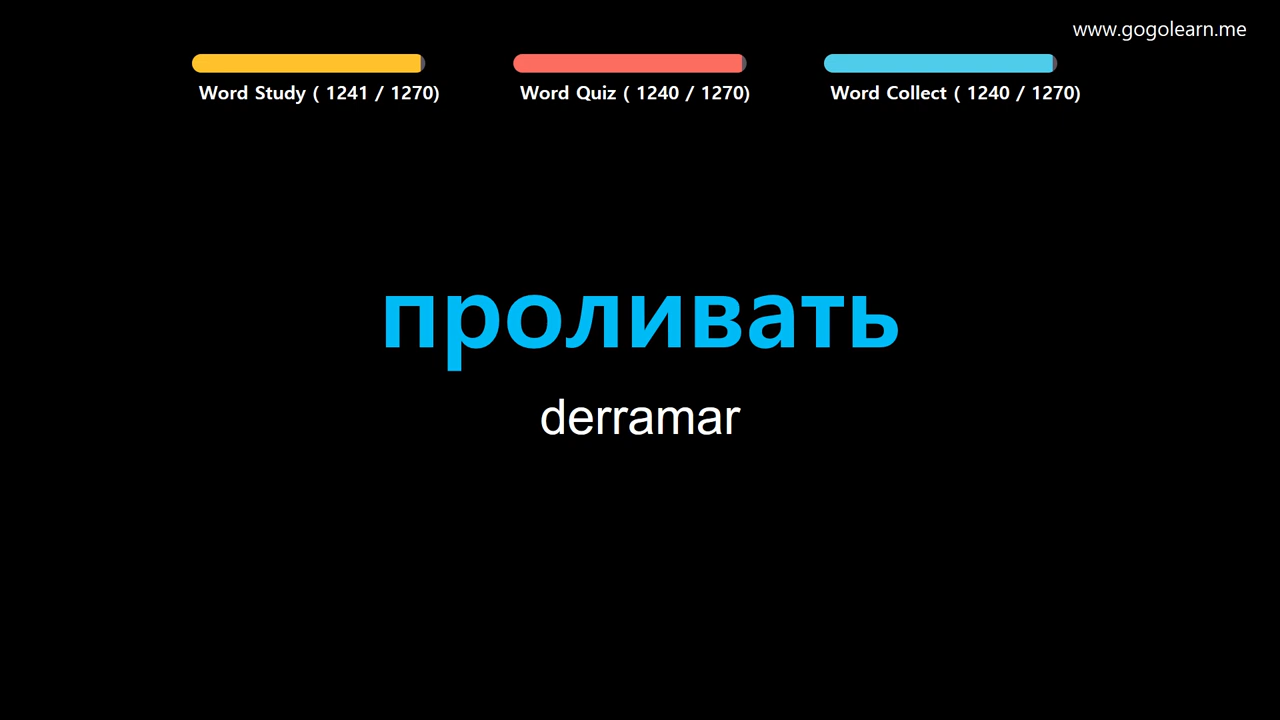 www.gogolearn.me
Word Study ( 1241 / 1270)
Word Quiz ( 1240 / 1270)
Word Collect ( 1240 / 1270)
проливать
derramar